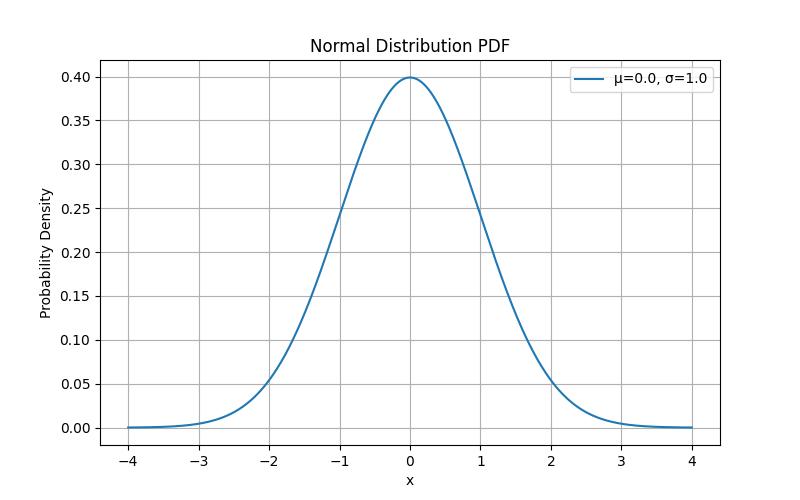 Normal Distribution PDF
μ=0.0, σ=1.0
Probability Density
0.40
0.35
0.30
0.25
0.20
0.15
0.10
0.05
0.00
−4 −3 −2 −1 0 1 2 3 4
x